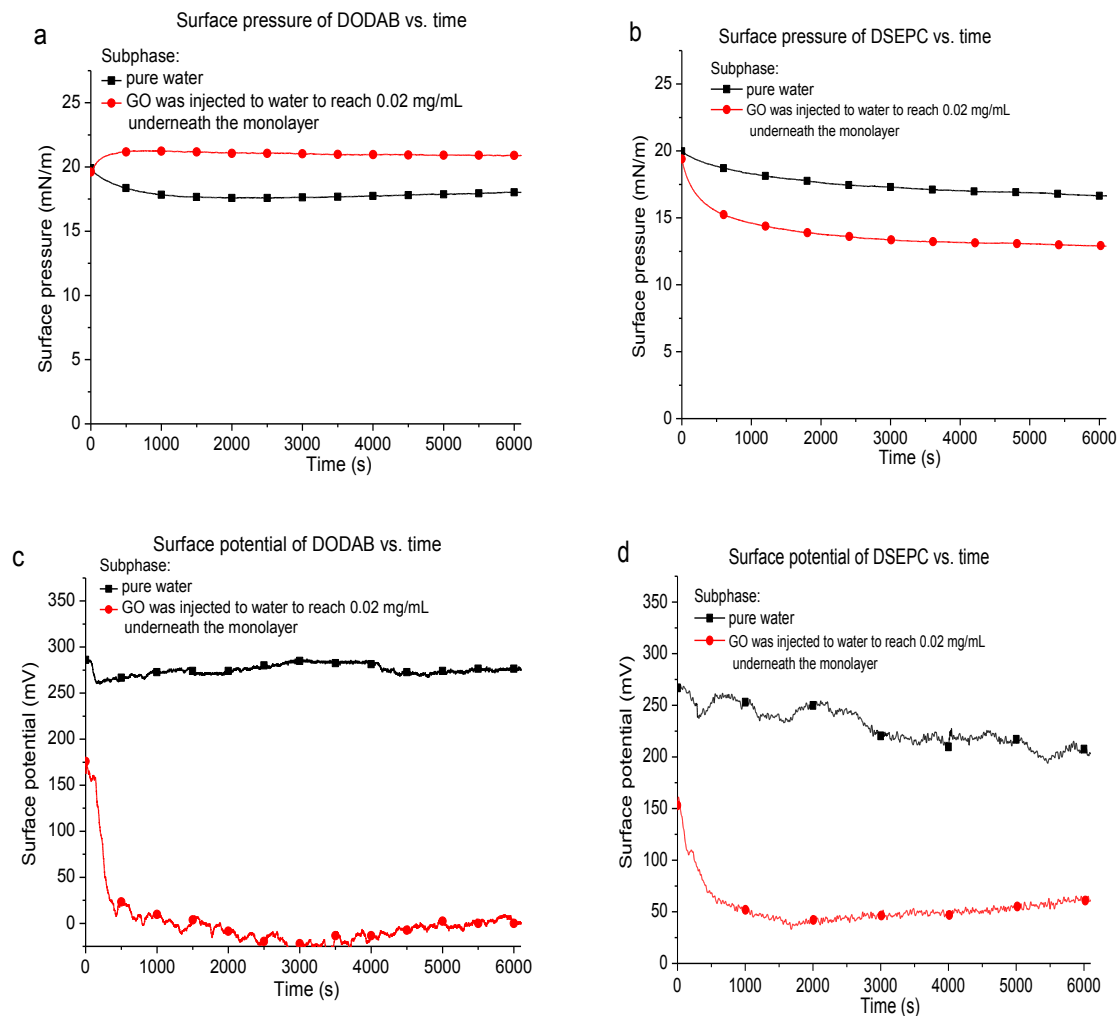 a
Surface pressure of DODAB vs. time
Subphase:
pure water
GO was injected to water to reach 0.02 mg/mL
underneath the monolayer
25
20
15
10
5
0
Surface pressure (mN/m)
0 1000 2000 3000 4000 5000 6000
Time (s)
b
Surface pressure of DSEPC vs. time
Subphase:
pure water
GO was injected to water to reach 0.02 mg/mL
underneath the monolayer
25
20
15
10
5
0
Surface pressure (mN/m)
0 1000 2000 3000 4000 5000 6000
Time (s)
c
Surface potential of DODAB vs. time
Subphase:
pure water
GO was injected to water to reach 0.02 mg/mL
underneath the monolayer
350
300
250
200
150
100
50
0
Surface potential (mV)
0 1000 2000 3000 4000 5000 6000
Time (s)
d
Surface potential of DSEPC vs. time
Subphase:
pure water
GO was injected to water to reach 0.02 mg/mL
underneath the monolayer
350
300
250
200
150
100
50
0
Surface potential (mV)
0 1000 2000 3000 4000 5000 6000
Time (s)